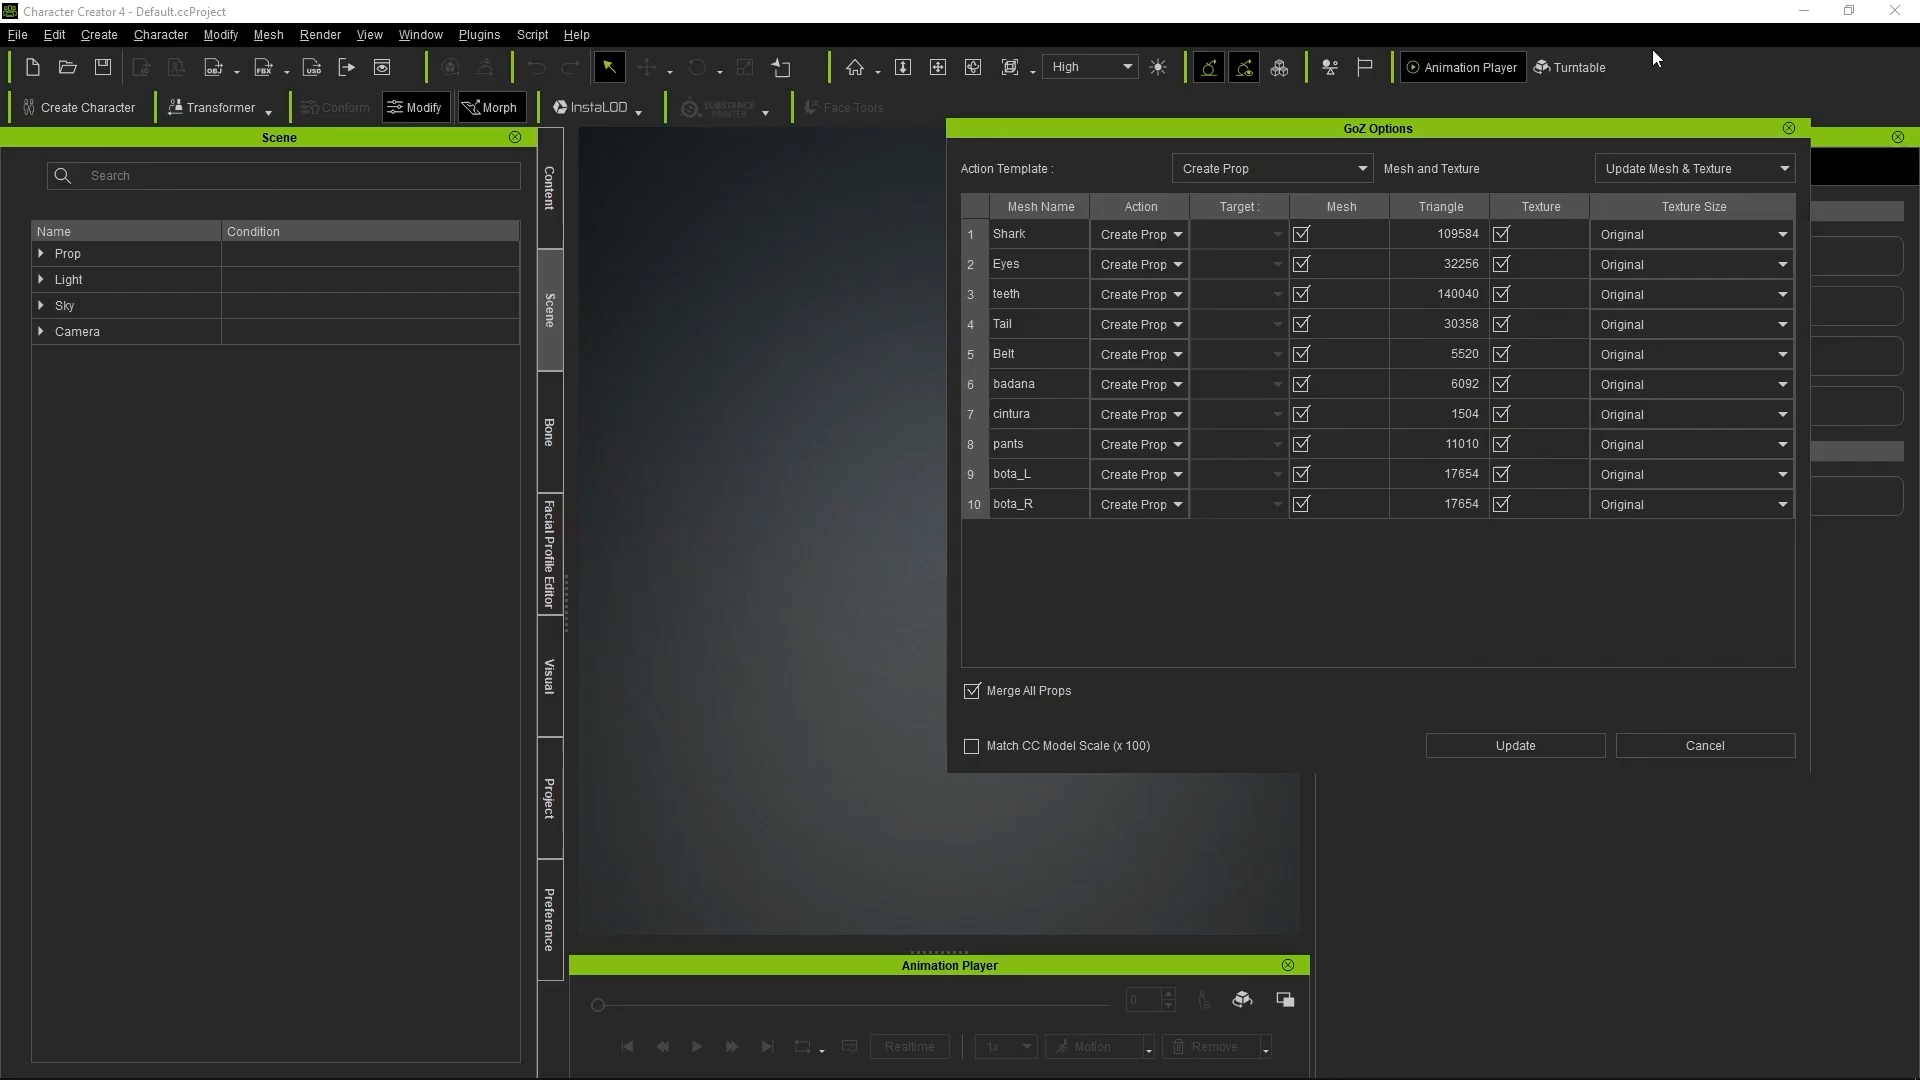 Character Creator 4 - Default.ccProject
File Edit Create Character Modify Mesh Render View Window Plugins Script Help
OBJ FBX USD High Animation Player Turntable
Create Character Transformer Conform Modify Morph InstaLOD SUBSTANCE PAINTER Face Tools
Scene
Search
Name Condition
Prop
Light
Sky
Camera
Content
Scene
Bone
Facial Profile Editor
Visual
Project
Preference
GoZ Options
Action Template : Create Prop Mesh and Texture Update Mesh & Texture
Mesh Name Action Target : Mesh Triangle Texture Texture Size
1 Shark Create Prop 109584 Original
2 Eyes Create Prop 32256 Original
3 teeth Create Prop 140040 Original
4 Tail Create Prop 30358 Original
5 Belt Create Prop 5520 Original
6 badana Create Prop 6092 Original
7 cintura Create Prop 1504 Original
8 pants Create Prop 11010 Original
9 bota_L Create Prop 17654 Original
10 bota_R Create Prop 17654 Original
Merge All Props
Match CC Model Scale (x 100) Update Cancel
Animation Player
0
Realtime 1x Motion Remove